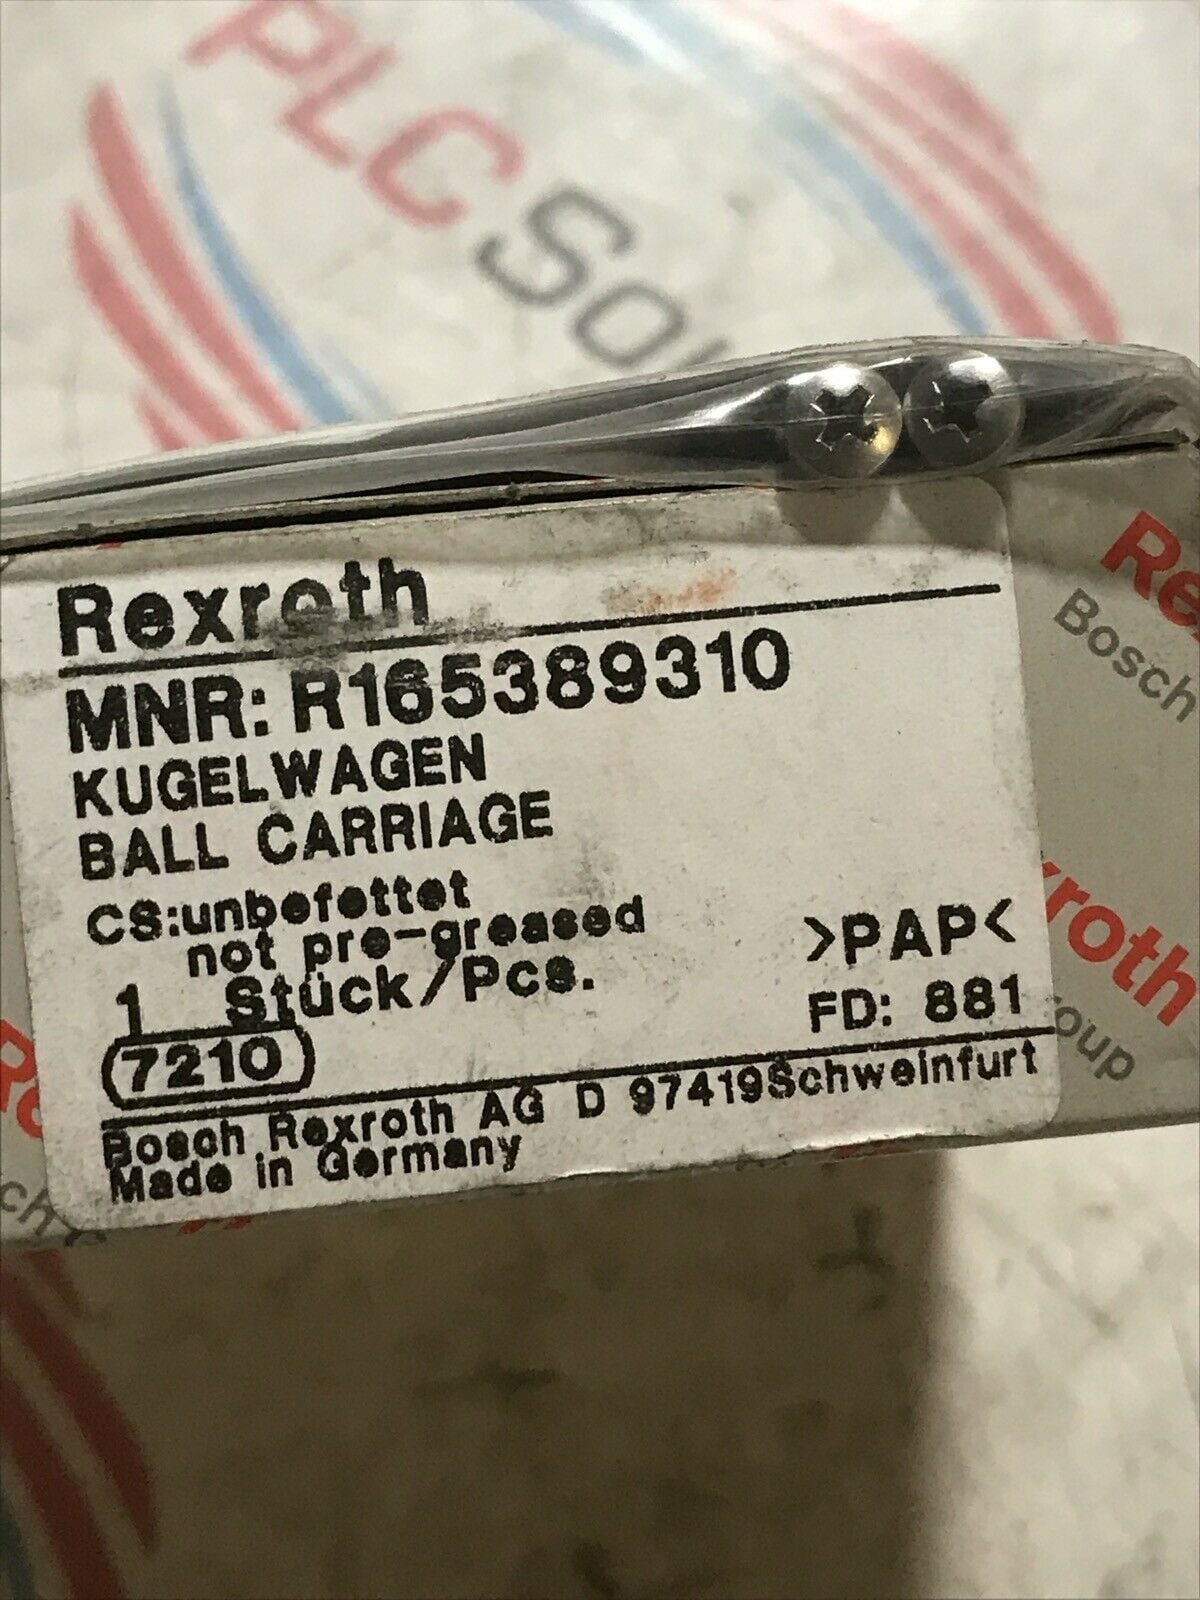 PLC
Rexroth
MNR: R165389310
KUGELWAGEN
BALL CARRIAGE
CS:unbefettet
not pre-greased
1 Stück/Pcs.
>PAP<
7210
FD: 881
Bosch Rexroth AG D 97419Schweinfurt
Made in Germany
Bosch